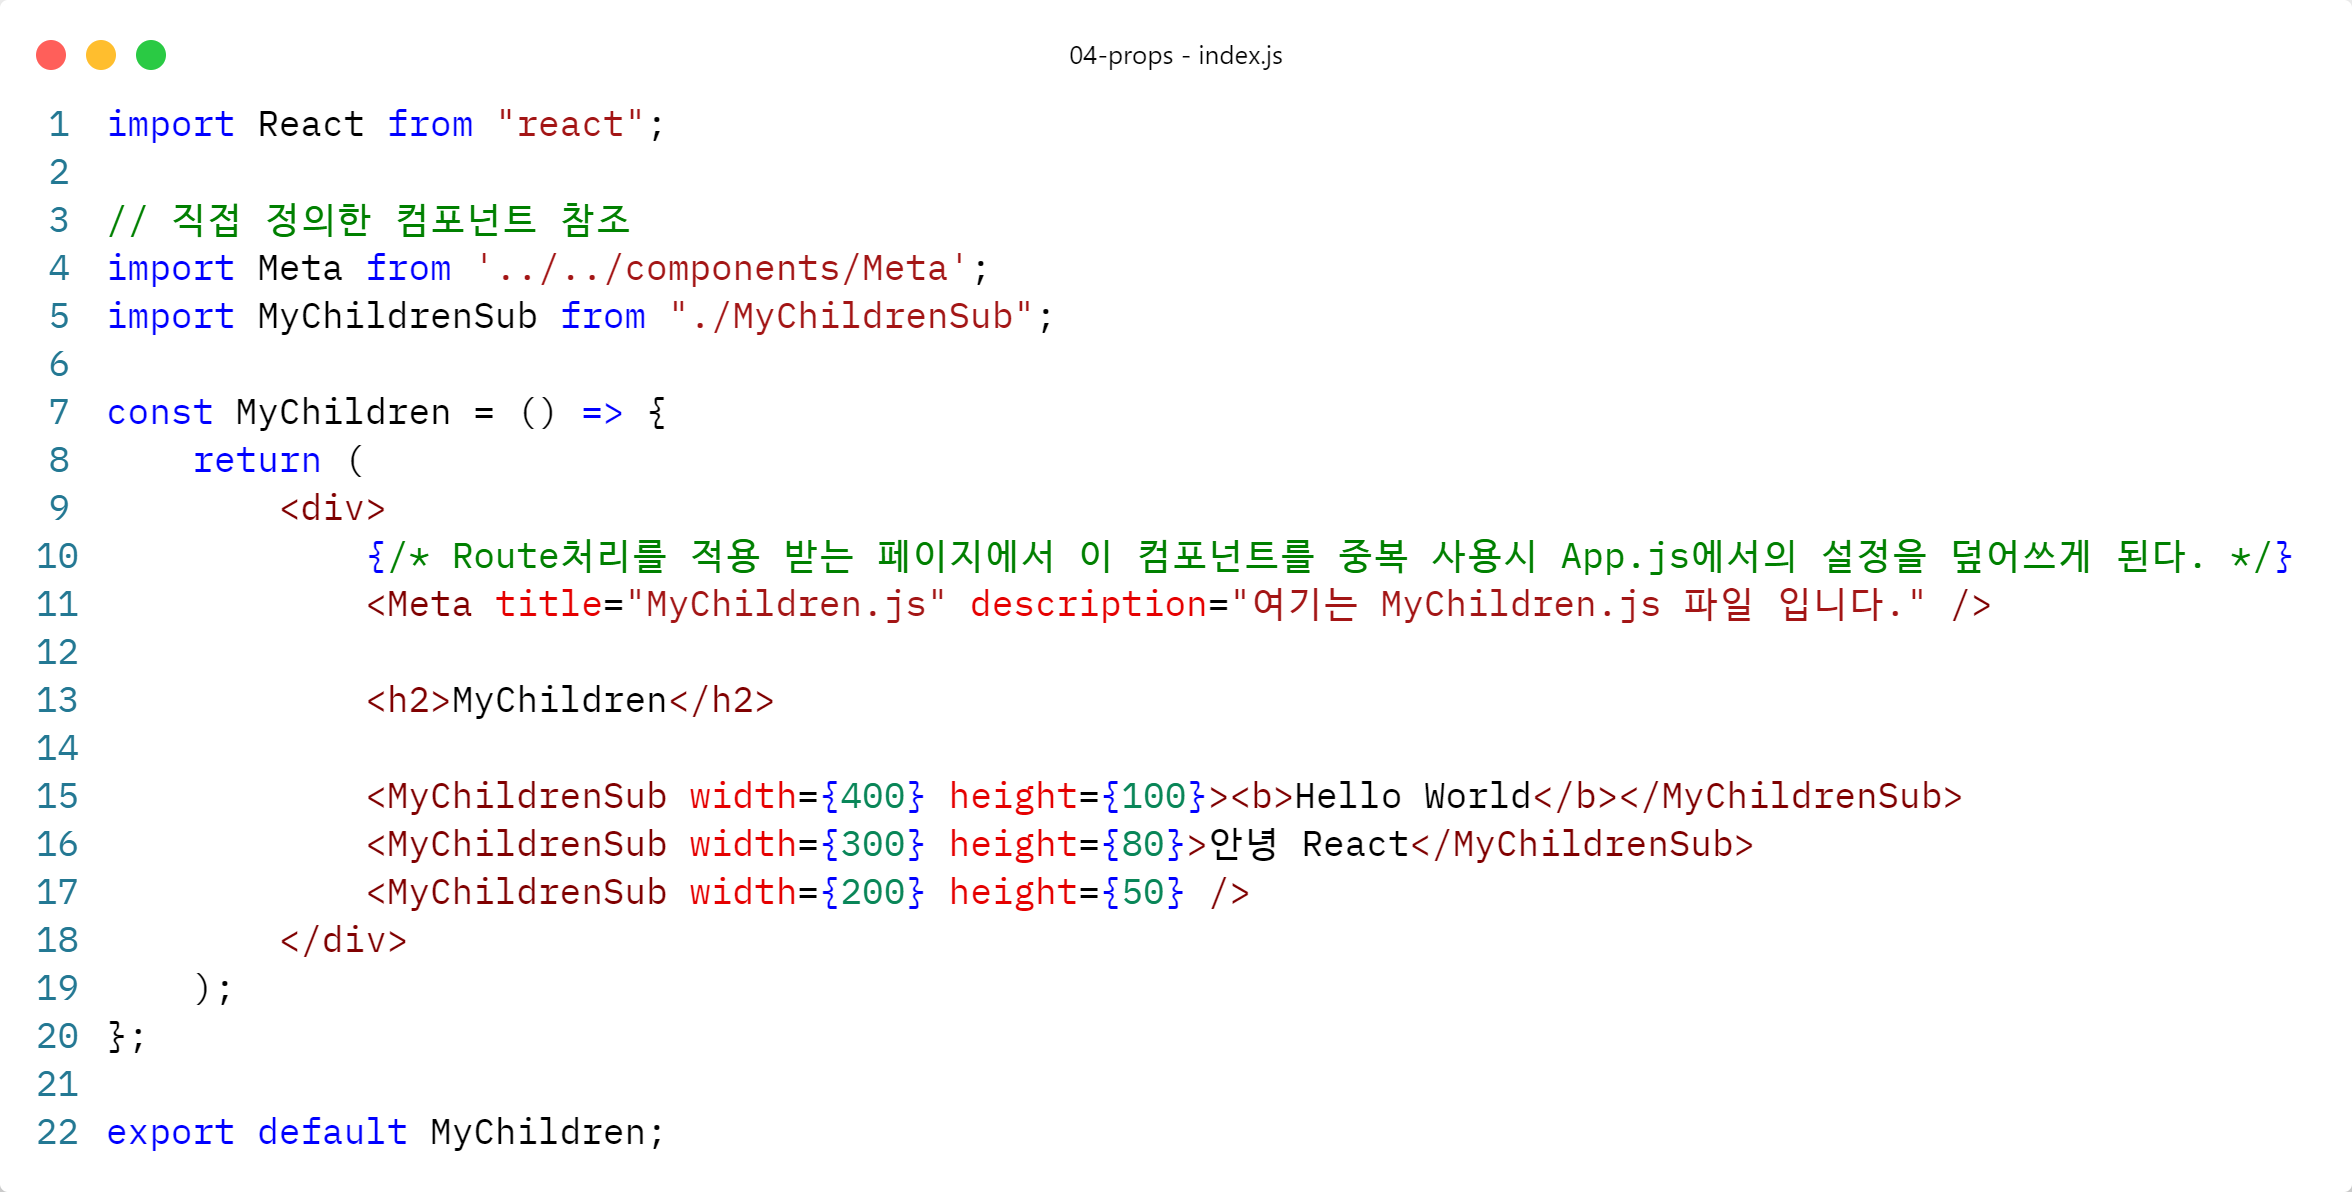 04-props - index.js
1 import React from "react";
2
3 // 직접 정의한 컴포넌트 참조
4 import Meta from '../../components/Meta';
5 import MyChildrenSub from "./MyChildrenSub";
6
7 const MyChildren = () => {
8     return (
9         <div>
10             {/* Route처리를 적용 받는 페이지에서 이 컴포넌트를 중복 사용시 App.js에서의 설정을 덮어쓰게 된다. */}
11             <Meta title="MyChildren.js" description="여기는 MyChildren.js 파일 입니다." />
12
13             <h2>MyChildren</h2>
14
15             <MyChildrenSub width={400} height={100}><b>Hello World</b></MyChildrenSub>
16             <MyChildrenSub width={300} height={80}>안녕 React</MyChildrenSub>
17             <MyChildrenSub width={200} height={50} />
18         </div>
19     );
20 };
21
22 export default MyChildren;